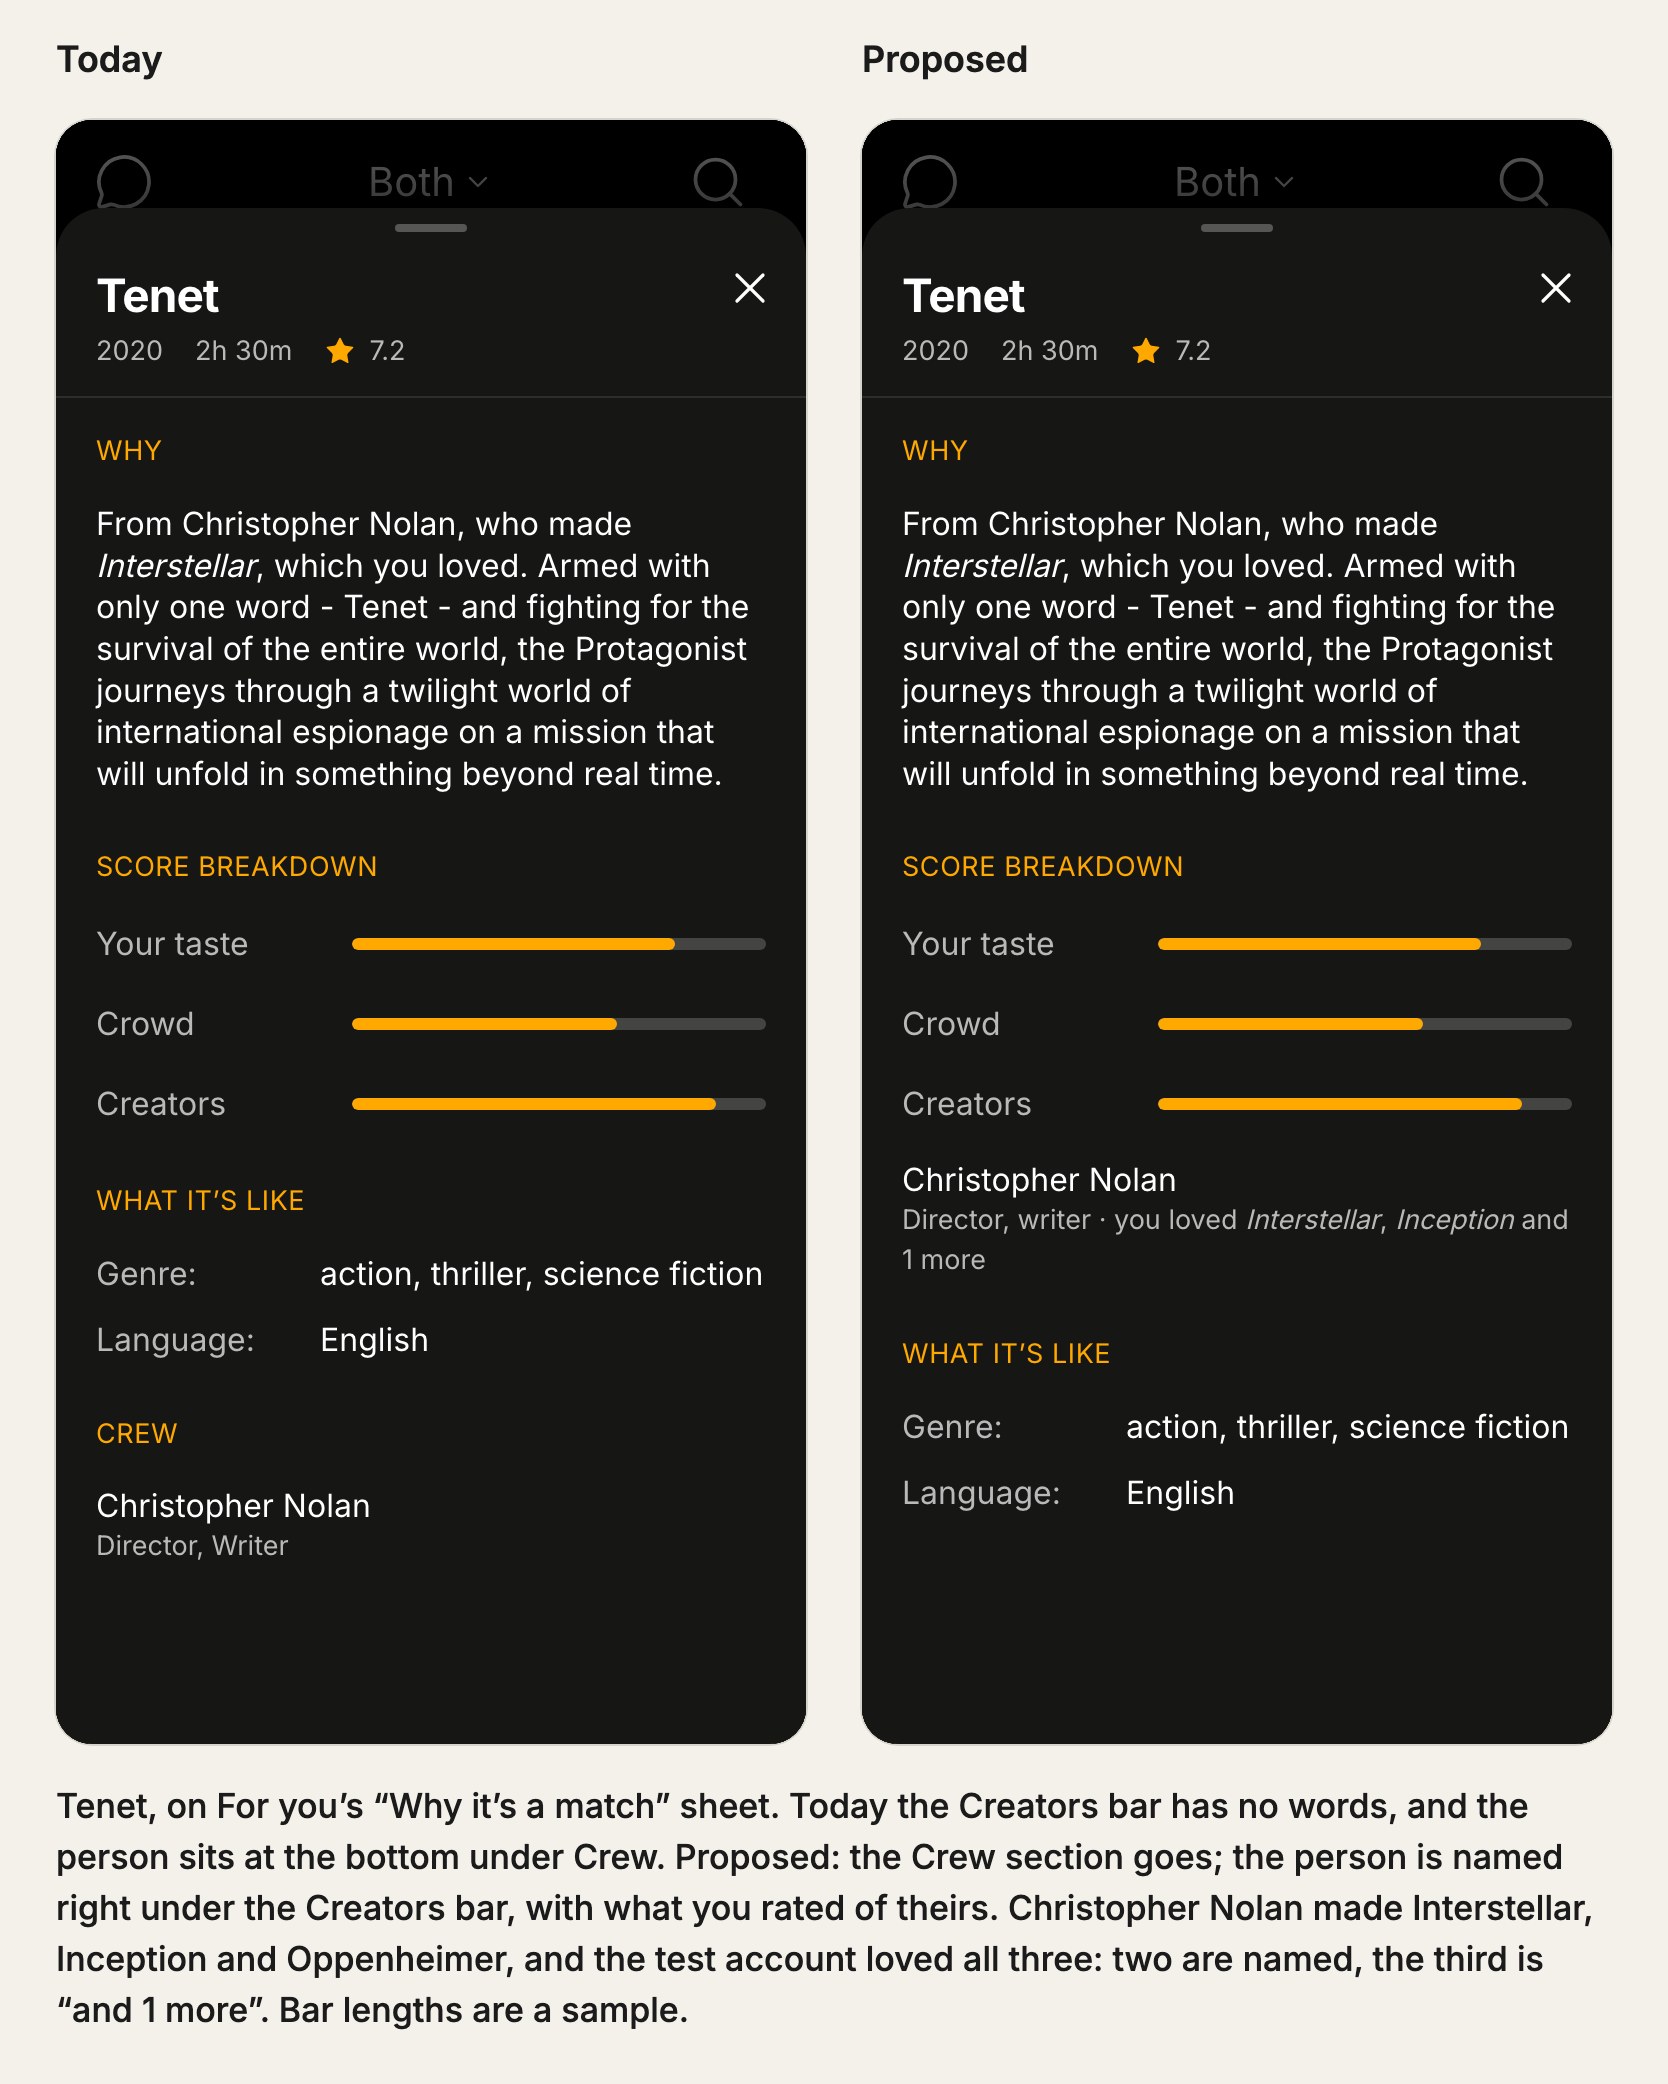 Today
Both
Tenet
2020 2h 30m 7.2
WHY
From Christopher Nolan, who made
Interstellar, which you loved. Armed with
only one word - Tenet - and fighting for the
survival of the entire world, the Protagonist
journeys through a twilight world of
international espionage on a mission that
will unfold in something beyond real time.
SCORE BREAKDOWN
Your taste
Crowd
Creators
WHAT IT’S LIKE
Genre: action, thriller, science fiction
Language: English
CREW
Christopher Nolan
Director, Writer
Proposed
Both
Tenet
2020 2h 30m 7.2
WHY
From Christopher Nolan, who made
Interstellar, which you loved. Armed with
only one word - Tenet - and fighting for the
survival of the entire world, the Protagonist
journeys through a twilight world of
international espionage on a mission that
will unfold in something beyond real time.
SCORE BREAKDOWN
Your taste
Crowd
Creators
Christopher Nolan
Director, writer · you loved Interstellar, Inception and
1 more
WHAT IT’S LIKE
Genre: action, thriller, science fiction
Language: English
Tenet, on For you’s “Why it’s a match” sheet. Today the Creators bar has no words, and the
person sits at the bottom under Crew. Proposed: the Crew section goes; the person is named
right under the Creators bar, with what you rated of theirs. Christopher Nolan made Interstellar,
Inception and Oppenheimer, and the test account loved all three: two are named, the third is
“and 1 more”. Bar lengths are a sample.